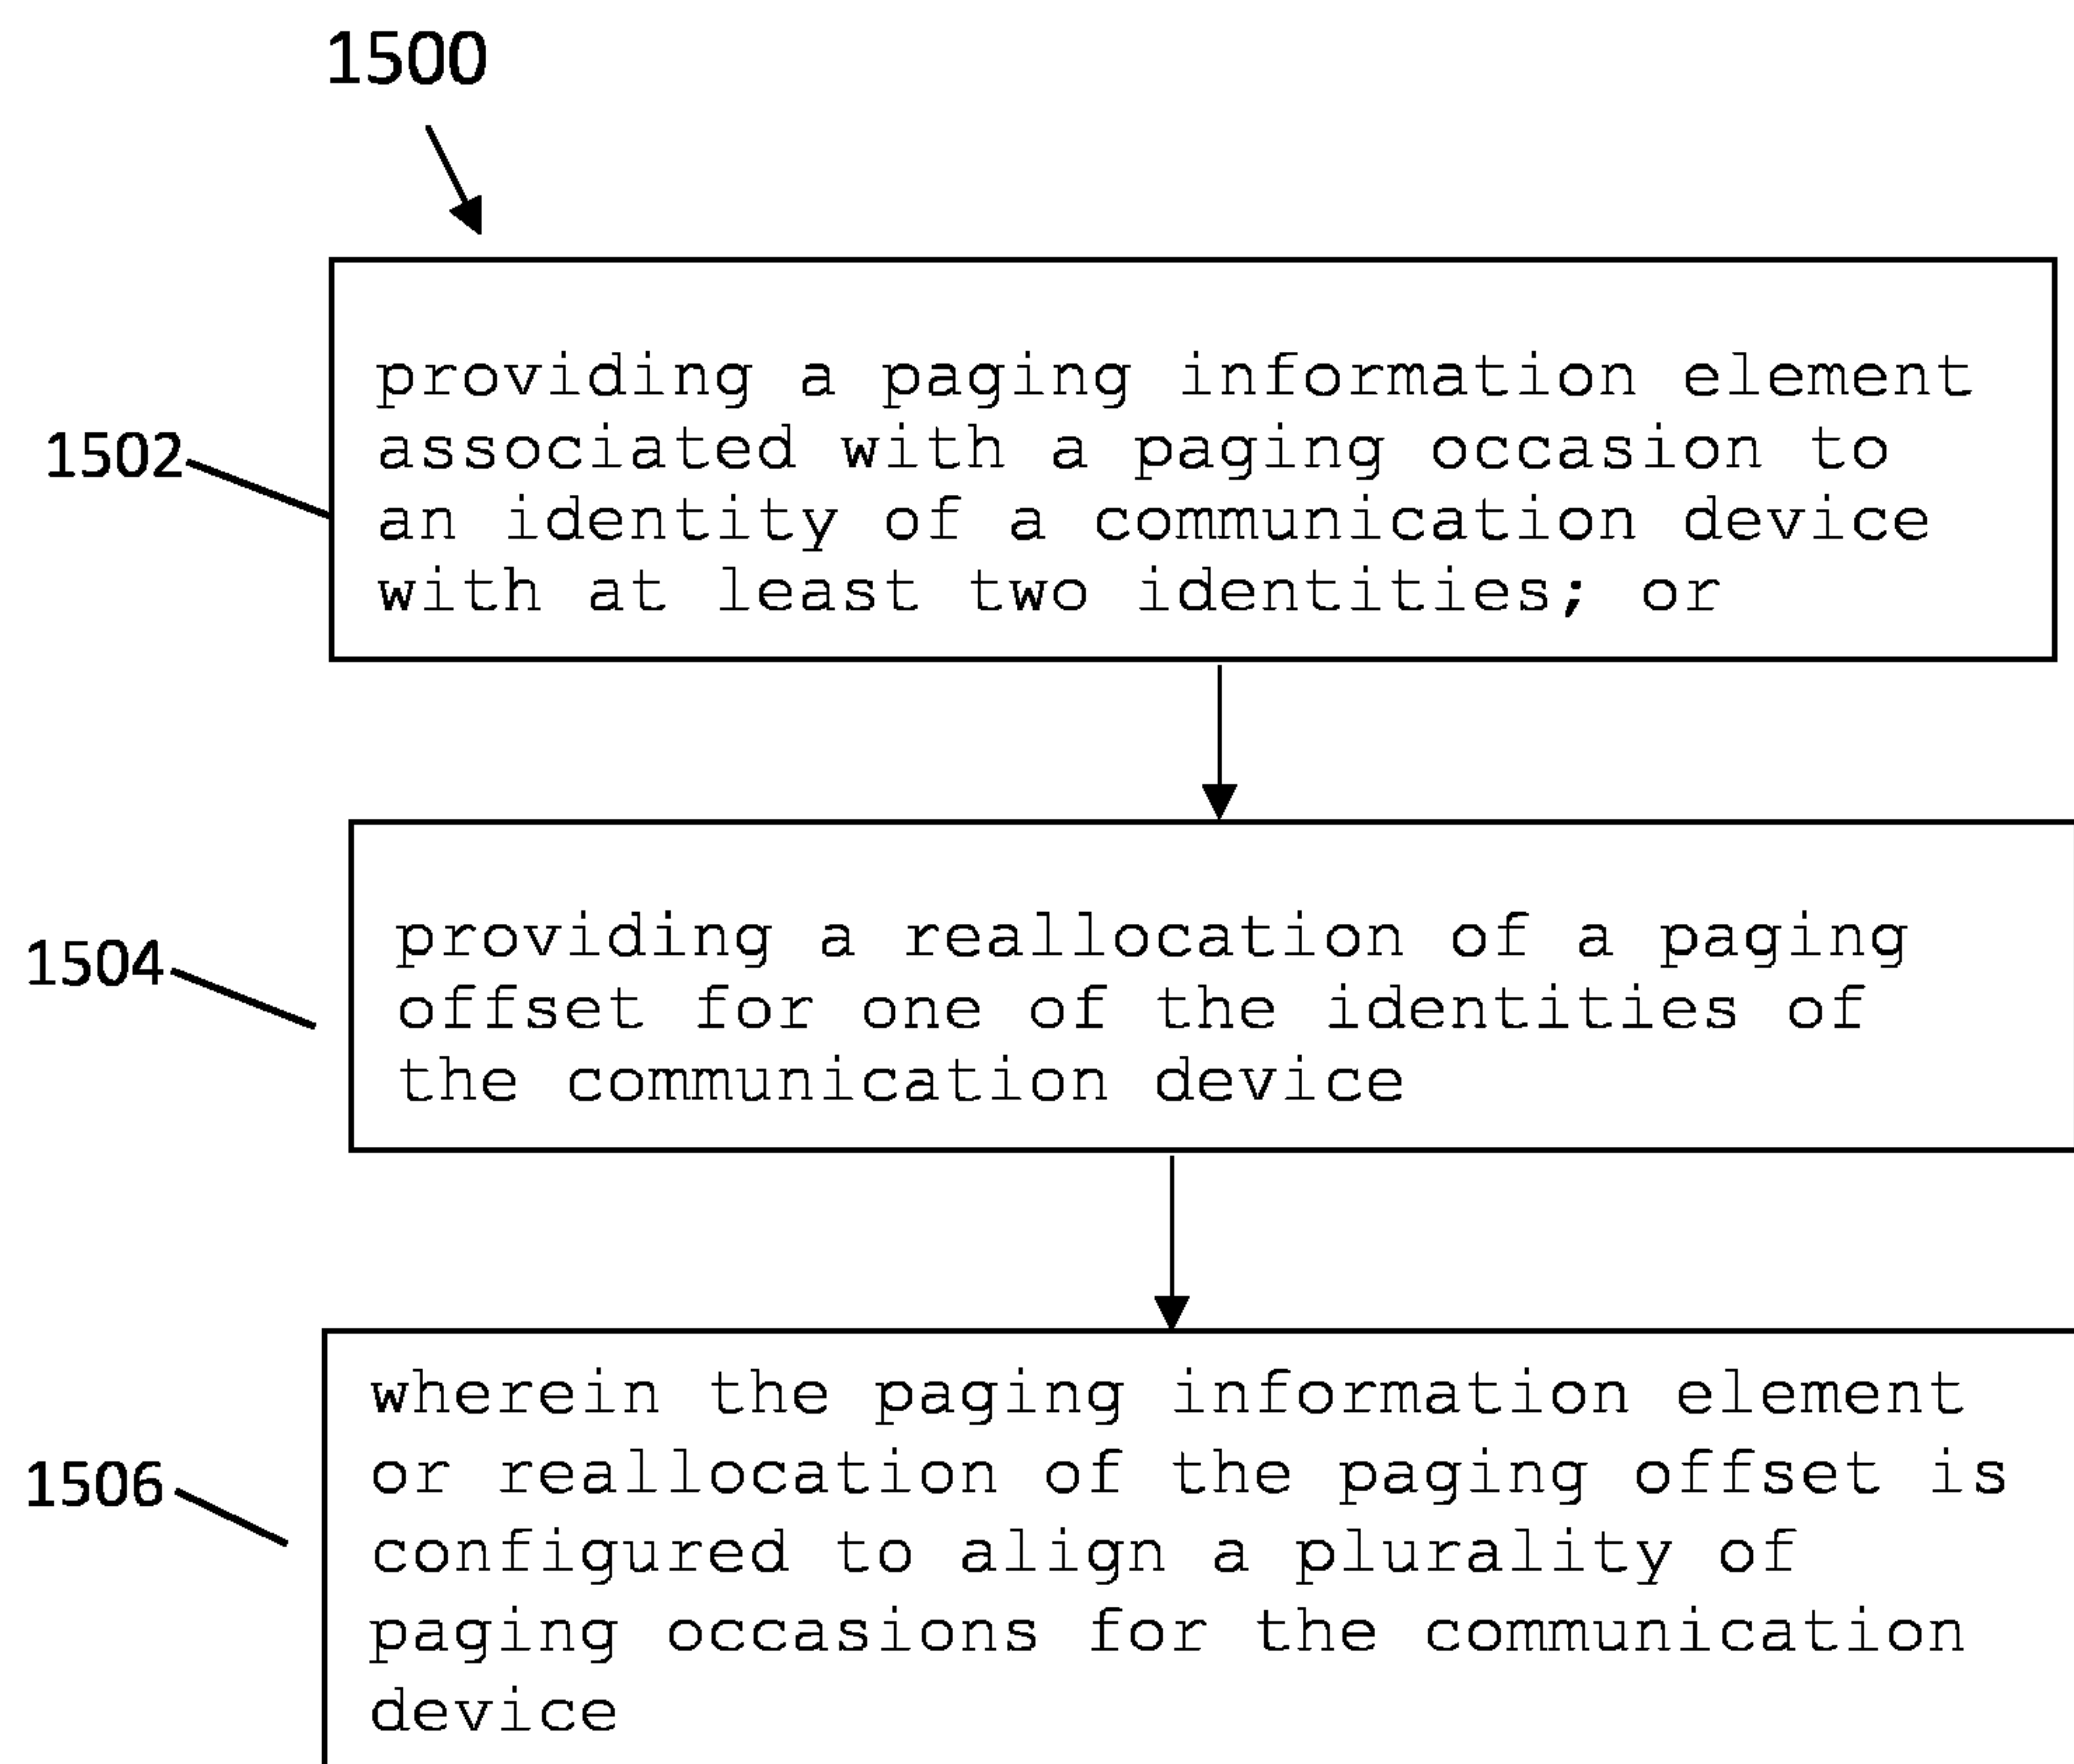 1500
1502
providing a paging information element
associated with a paging occasion to
an identity of a communication device
with at least two identities; or
1504
providing a reallocation of a paging
offset for one of the identities of
the communication device
1506
wherein the paging information element
or reallocation of the paging offset is
configured to align a plurality of
paging occasions for the communication
device